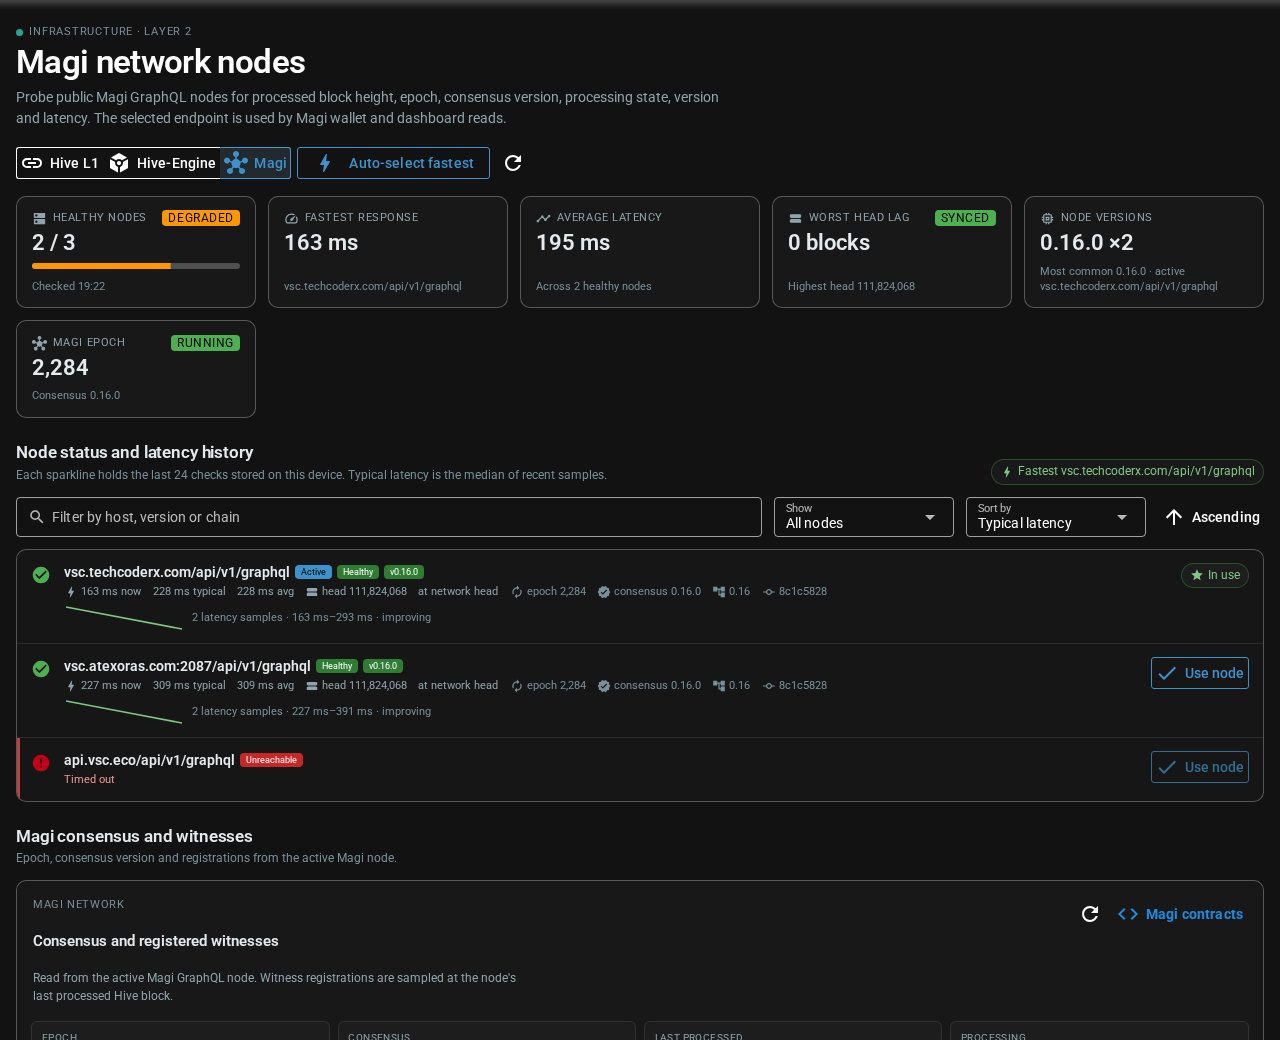 INFRASTRUCTURE · LAYER 2
Magi network nodes
Probe public Magi GraphQL nodes for processed block height, epoch, consensus version, processing state, version
and latency. The selected endpoint is used by Magi wallet and dashboard reads.
Hive L1 Hive-Engine Magi Auto-select fastest
HEALTHY NODES DEGRADED
2 / 3
Checked 19:22
FASTEST RESPONSE
163 ms
vsc.techcoderx.com/api/v1/graphql
AVERAGE LATENCY
195 ms
Across 2 healthy nodes
WORST HEAD LAG SYNCED
0 blocks
Highest head 111,824,068
NODE VERSIONS
0.16.0 ×2
Most common 0.16.0 · active
vsc.techcoderx.com/api/v1/graphql
MAGI EPOCH RUNNING
2,284
Consensus 0.16.0
Node status and latency history
Each sparkline holds the last 24 checks stored on this device. Typical latency is the median of recent samples.
Fastest vsc.techcoderx.com/api/v1/graphql
Filter by host, version or chain
Show
All nodes
Sort by
Typical latency
Ascending
vsc.techcoderx.com/api/v1/graphql Active Healthy v0.16.0
163 ms now 228 ms typical 228 ms avg head 111,824,068 at network head epoch 2,284 consensus 0.16.0 0.16 8c1c5828
2 latency samples · 163 ms–293 ms · improving
In use
vsc.atexoras.com:2087/api/v1/graphql Healthy v0.16.0
227 ms now 309 ms typical 309 ms avg head 111,824,068 at network head epoch 2,284 consensus 0.16.0 0.16 8c1c5828
2 latency samples · 227 ms–391 ms · improving
Use node
api.vsc.eco/api/v1/graphql Unreachable
Timed out
Use node
Magi consensus and witnesses
Epoch, consensus version and registrations from the active Magi node.
MAGI NETWORK
Magi contracts
Consensus and registered witnesses
Read from the active Magi GraphQL node. Witness registrations are sampled at the node's
last processed Hive block.
EPOCH CONSENSUS LAST PROCESSED PROCESSING